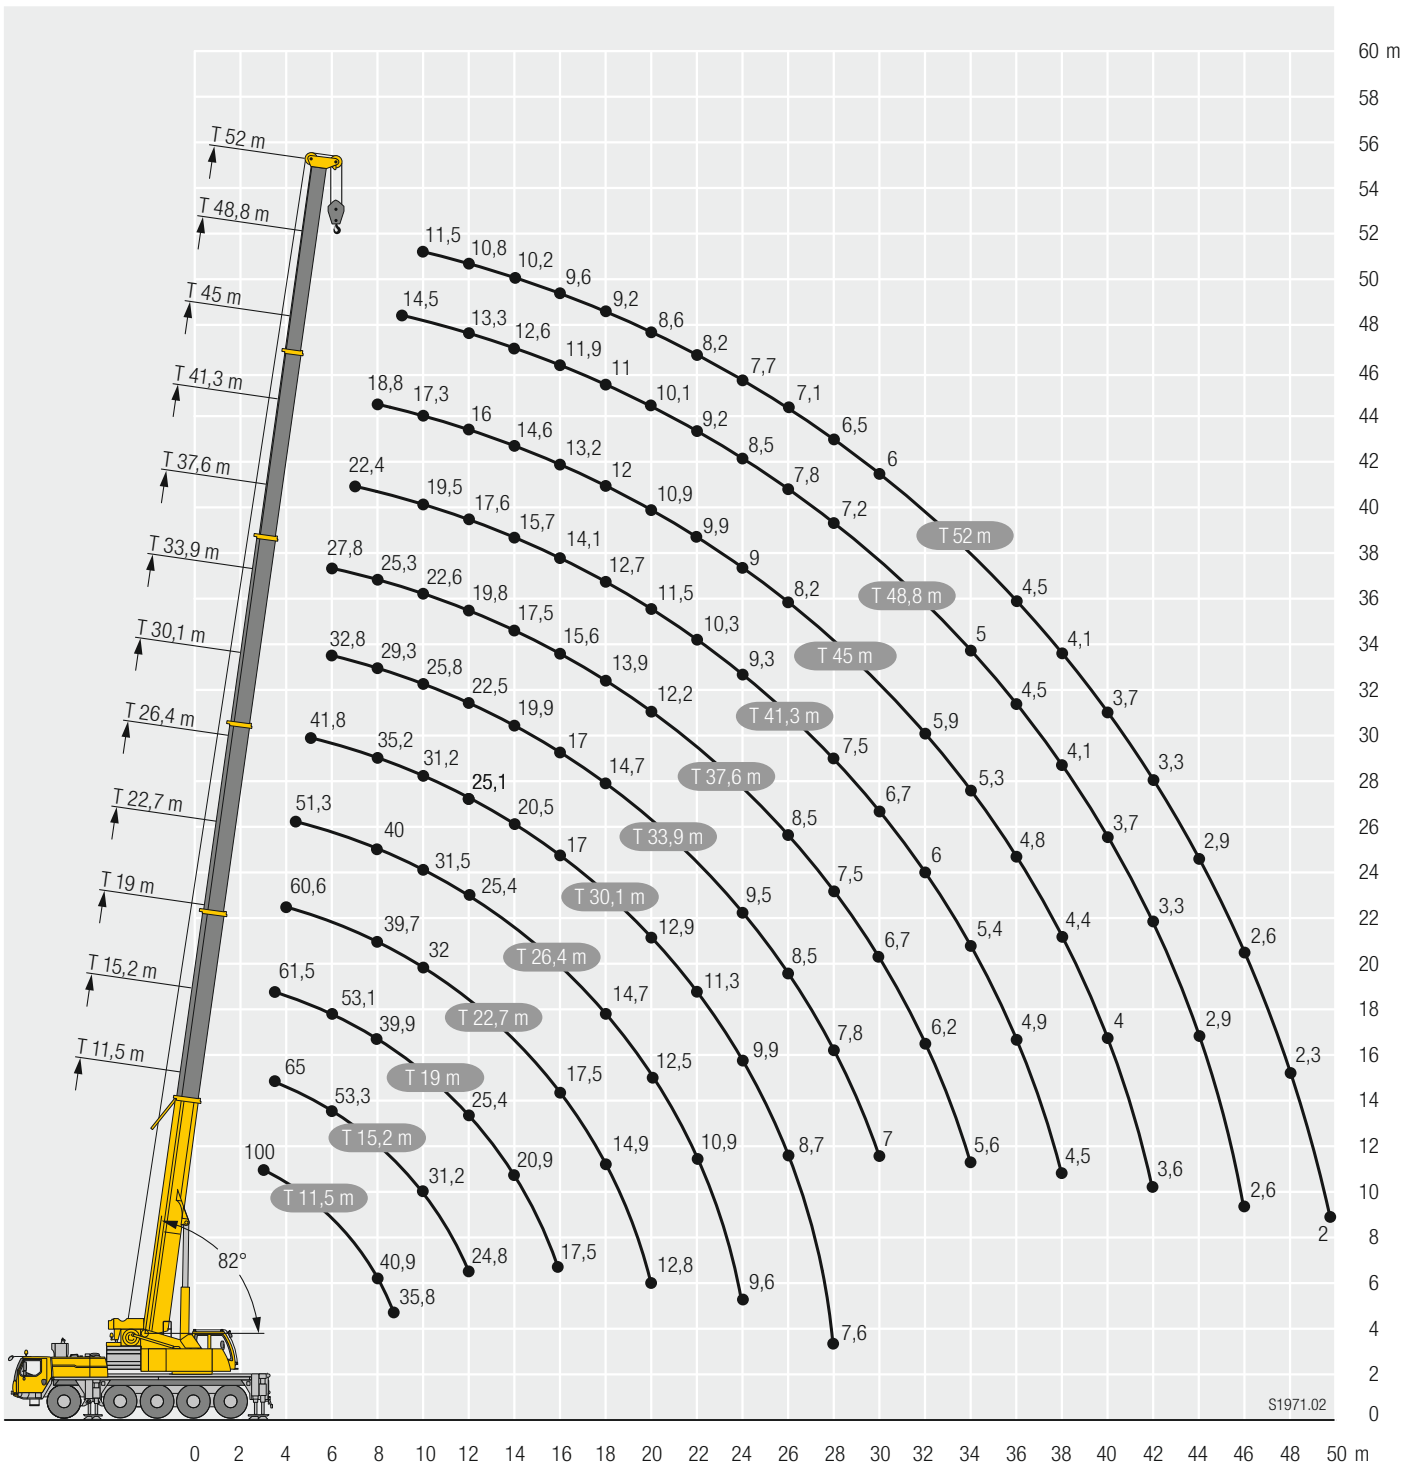 60 m
58
56
54
52
50
48
46
44
42
40
38
36
34
32
30
28
26
24
22
20
18
16
14
12
10
8
6
4
2
0
T 52 m
T 48,8 m
T 45 m
T 41,3 m
T 37,6 m
T 33,9 m
T 30,1 m
T 26,4 m
T 22,7 m
T 19 m
T 15,2 m
T 11,5 m
82°
11,5 10,8 10,2 9,6 9,2 8,6 8,2 7,7 7,1 6,5 6 T 52 m 4,5 4,1 3,7 3,3 2,9 2,6 2,3 2
14,5 13,3 12,6 11,9 11 10,1 9,2 8,5 7,8 7,2 T 48,8 m 5 4,5 4,1 3,7 3,3 2,9 2,6
18,8 17,3 16 14,6 13,2 12 10,9 9,9 9 8,2 T 45 m 5,9 5,3 4,8 4,4 4 3,6
22,4 19,5 17,6 15,7 14,1 12,7 11,5 10,3 9,3 T 41,3 m 7,5 6,7 6 5,4 4,9 4,5
27,8 25,3 22,6 19,8 17,5 15,6 13,9 12,2 T 37,6 m 8,5 7,5 6,7 6,2 5,6
32,8 29,3 25,8 22,5 19,9 17 14,7 T 33,9 m 9,5 8,5 7,8 7
41,8 35,2 31,2 25,1 20,5 17 T 30,1 m 12,9 11,3 9,9 8,7 7,6
51,3 40 31,5 25,4 T 26,4 m 14,7 12,5 10,9 9,6
60,6 39,7 32 T 22,7 m 17,5 14,9 12,8
61,5 53,1 39,9 T 19 m 25,4 20,9 17,5
65 53,3 T 15,2 m 31,2 24,8
100 T 11,5 m 40,9 35,8
S1971.02
0 2 4 6 8 10 12 14 16 18 20 22 24 26 28 30 32 34 36 38 40 42 44 46 48 50 m